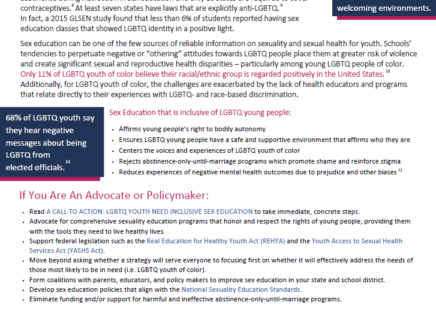 contraceptives.
At least seven states have laws that are explicitly anti-LGBTQ.
In fact, a 2015 GLSEN study found that less than 6% of students reported having sex
education classes that showed LGBTQ identity in a positive light.
welcoming environments.
Sex education can be one of the few sources of reliable information on sexuality and sexual health for youth. Schools'
tendencies to perpetuate negative or "othering" attitudes towards LGBTQ people place them at greater risk of violence
and create significant sexual and reproductive health disparities – particularly among young LGBTQ people of color.
Only 11% of LGBTQ youth of color believe their racial/ethnic group is regarded positively in the United States. 10
Additionally, for LGBTQ youth of color, the challenges are exacerbated by the lack of health educators and programs
that relate directly to their experiences with LGBTQ- and race-based discrimination.
68% of LGBTQ youth say
they hear negative
messages about being
LGBTQ from
elected officials. 11
Sex Education that is inclusive of LGBTQ young people:
• Affirms young people's right to bodily autonomy
• Ensures LGBTQ young people have a safe and supportive environment that affirms who they are
• Centers the voices and experiences of LGBTQ youth of color
• Rejects abstinence-only-until-marriage programs which promote shame and reinforce stigma
• Reduces experiences of negative mental health outcomes due to prejudice and other biases 11
If You Are An Advocate or Policymaker:
• Read A CALL TO ACTION: LGBTQ YOUTH NEED INCLUSIVE SEX EDUCATION to take immediate, concrete steps.
• Advocate for comprehensive sexuality education programs that honor and respect the rights of young people, providing them
with the tools they need to live healthy lives.
• Support federal legislation such as the Real Education for Healthy Youth Act (REHYA) and the Youth Access to Sexual Health
Services Act (YASHS Act).
• Move beyond asking whether a strategy will serve everyone to focusing first on whether it will effectively address the needs of
those most likely to be in need (i.e. LGBTQ youth of color).
• Form coalitions with parents, educators, and policy makers to improve sex education in your state and school district.
• Develop sex education policies that align with the National Sexuality Education Standards.
• Eliminate funding and/or support for harmful and ineffective abstinence-only-until-marriage programs.